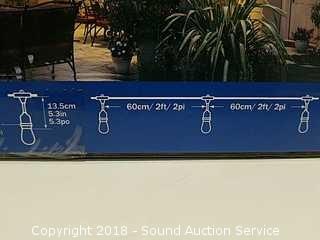 13.5cm
5.3in
5.3po
60cm/ 2ft/ 2pi
60cm/ 2ft/ 2pi
Copyright 2018 - Sound Auction Service